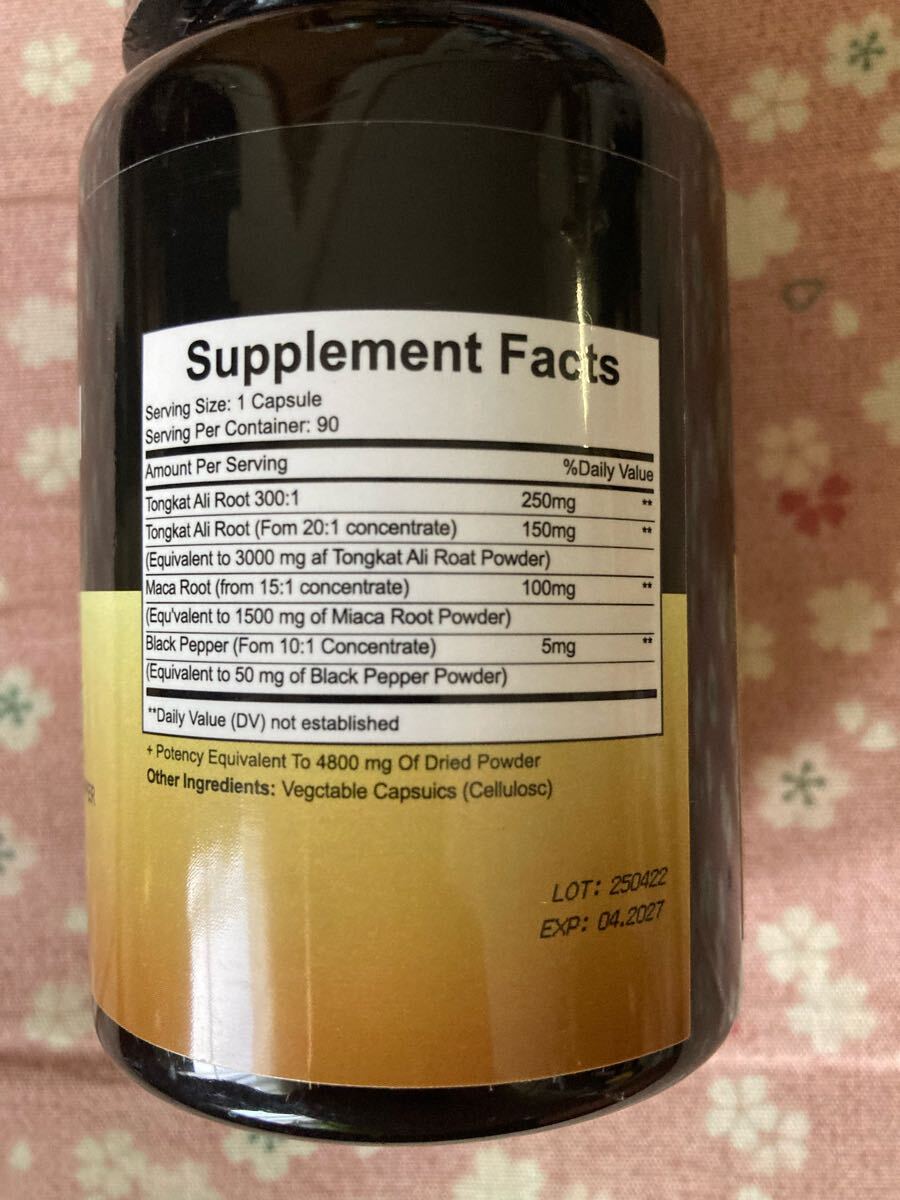 Supplement Facts
Serving Size: 1 Capsule
Serving Per Container: 90
Amount Per Serving %Daily Value
Tongkat Ali Root 300:1 250mg **
Tongkat Ali Root (Fom 20:1 concentrate) 150mg **
(Equivalent to 3000 mg af Tongkat Ali Roat Powder)
Maca Root (from 15:1 concentrate) 100mg **
(Equ'valent to 1500 mg of Miaca Root Powder)
Black Pepper (Fom 10:1 Concentrate) 5mg **
(Equivalent to 50 mg of Black Pepper Powder)
**Daily Value (DV) not established
+ Potency Equivalent To 4800 mg Of Dried Powder
Other Ingredients: Vegctable Capsuics (Cellulosc)
LOT: 250422
EXP: 04.2027